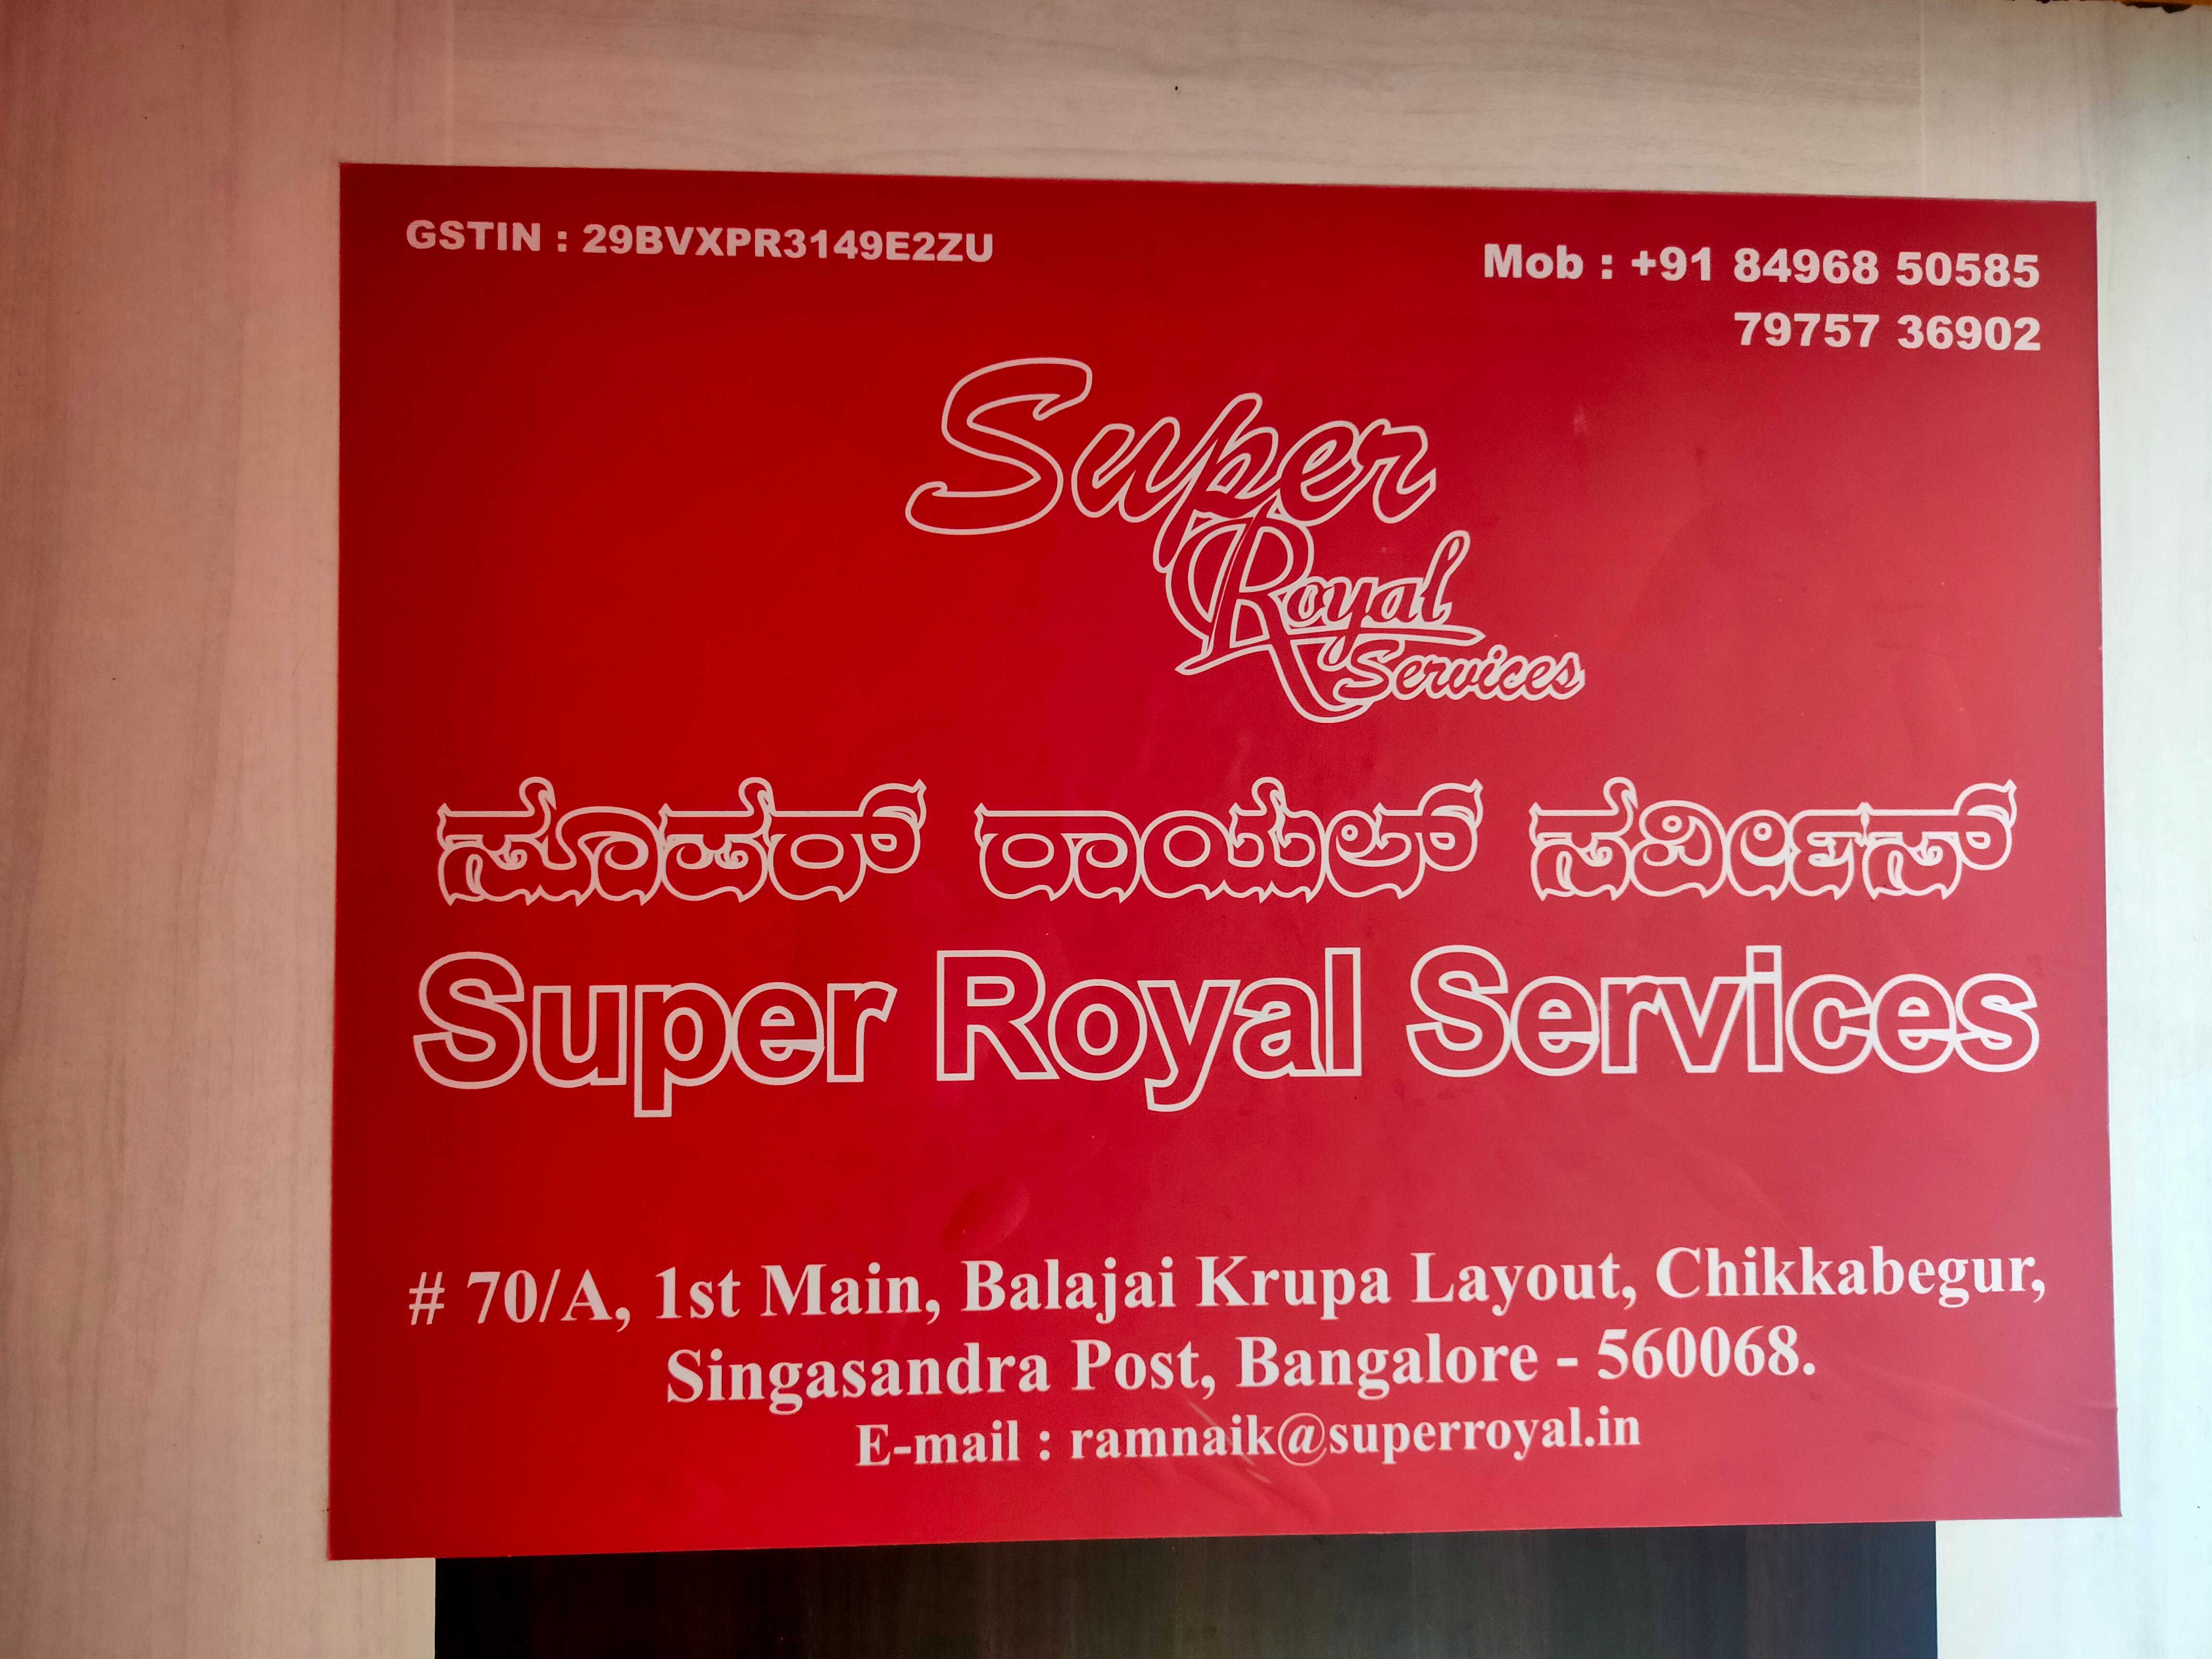 GSTIN : 29BVXPR3149E2ZU
Mob : +91 84968 50585
79757 36902
Super
Royal
Services
ಸೂಪರ್ ರಾಯಲ್ ಸರ್ವೀಸ್
Super Royal Services
# 70/A, 1st Main, Balajai Krupa Layout, Chikkabegur,
Singasandra Post, Bangalore - 560068.
E-mail : ramnaik@superroyal.in